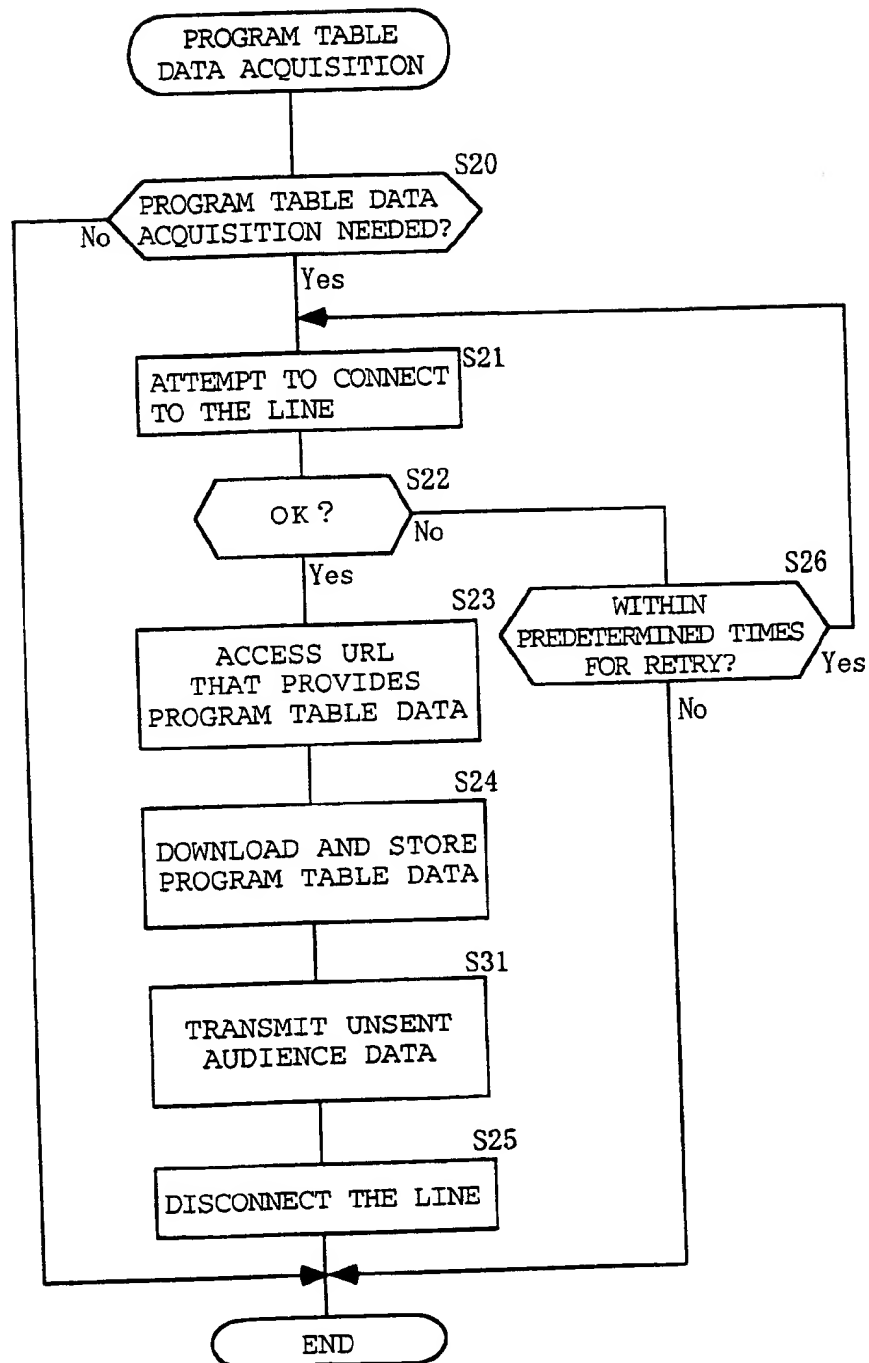 PROGRAM TABLE
DATA ACQUISITION
S20
PROGRAM TABLE DATA
ACQUISITION NEEDED?
No
Yes
S21
ATTEMPT TO CONNECT
TO THE LINE
S22
OK?
No
Yes
S26
WITHIN
PREDETERMINED TIMES
FOR RETRY?
Yes
No
S23
ACCESS URL
THAT PROVIDES
PROGRAM TABLE DATA
S24
DOWNLOAD AND STORE
PROGRAM TABLE DATA
S31
TRANSMIT UNSENT
AUDIENCE DATA
S25
DISCONNECT THE LINE
END